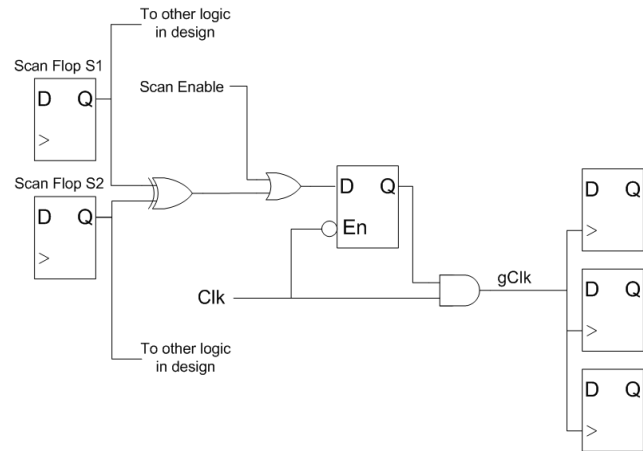 To other logic
in design
Scan Flop S1
D Q
Scan Enable
Scan Flop S2
D Q
D Q
En
D Q
Clk
gClk
D Q
To other logic
in design
D Q